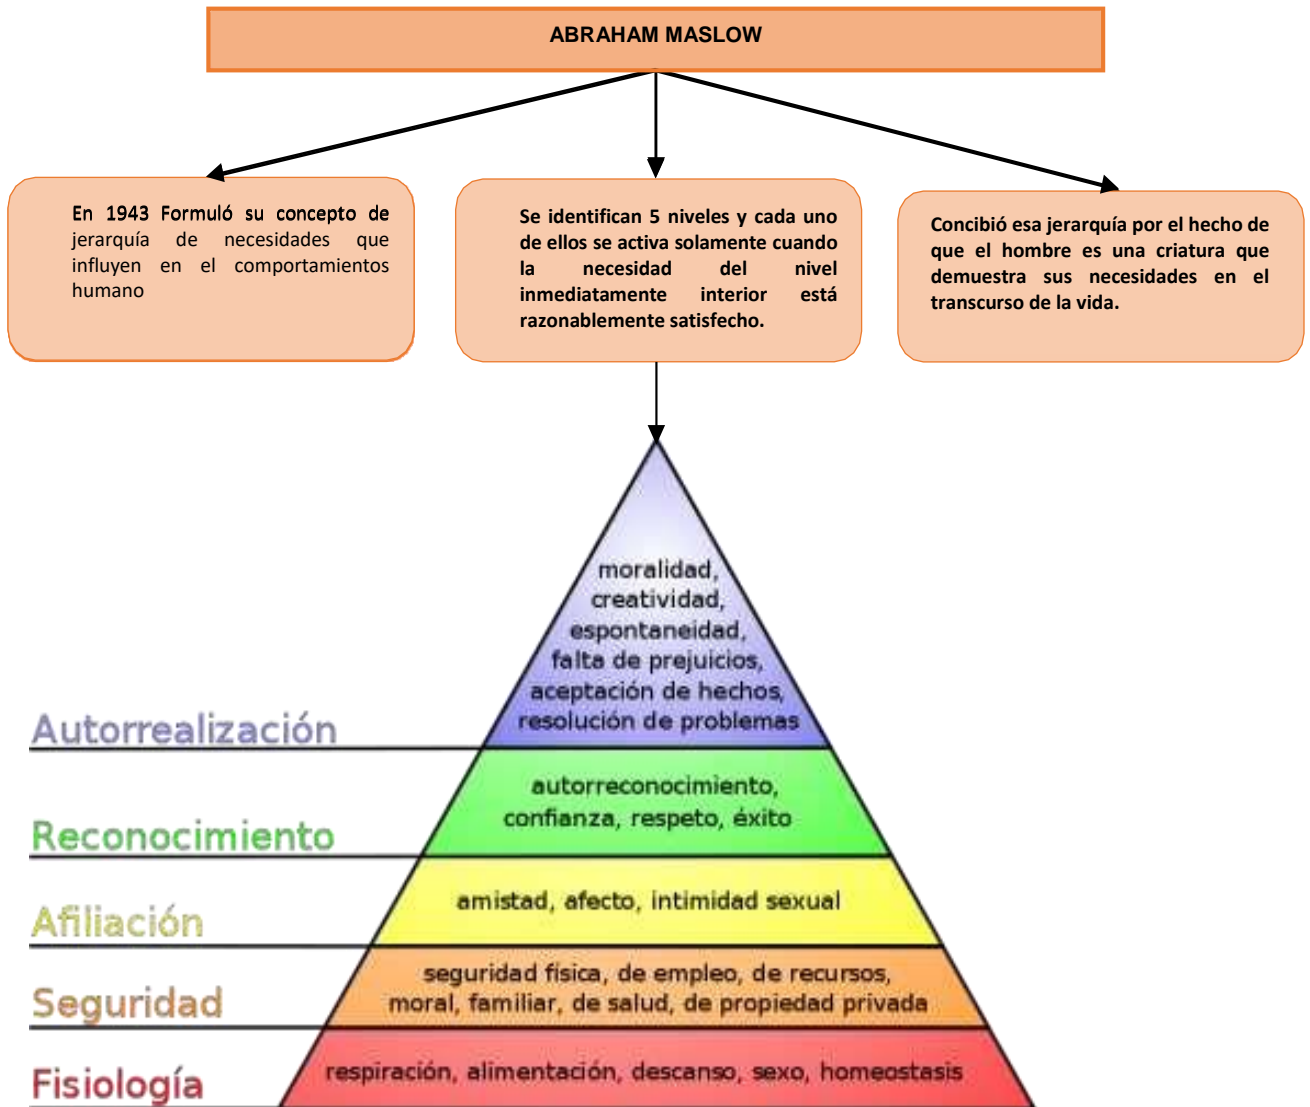 ABRAHAM MASLOW
En 1943 Formuló su concepto de
jerarquía de necesidades que
influyen en el comportamientos
humano
Se identifican 5 niveles y cada uno
de ellos se activa solamente cuando
la necesidad del nivel
inmediatamente interior está
razonablemente satisfecho.
Concibió esa jerarquía por el hecho de
que el hombre es una criatura que
demuestra sus necesidades en el
transcurso de la vida.
moralidad,
creatividad,
espontaneidad,
falta de prejuicios,
aceptación de hechos,
resolución de problemas
Autorrealización
autorreconocimiento,
confianza, respeto, éxito
Reconocimiento
amistad, afecto, intimidad sexual
Afiliación
seguridad física, de empleo, de recursos,
moral, familiar, de salud, de propiedad privada
Seguridad
respiración, alimentación, descanso, sexo, homeostasis
Fisiología